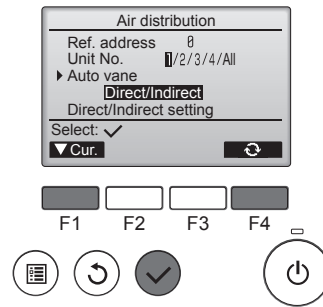 Air distribution
Ref. address 0
Unit No. 1/2/3/4/All
Auto vane
Direct/Indirect
Direct/Indirect setting
Select:
Cur.
F1 F2 F3 F4